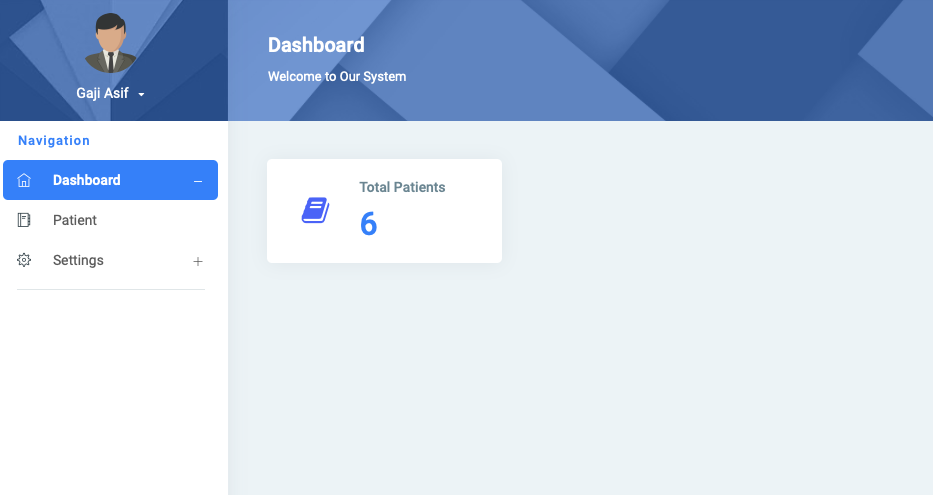 Gaji Asif
Navigation
Dashboard
Patient
Settings
Dashboard
Welcome to Our System
Total Patients
6